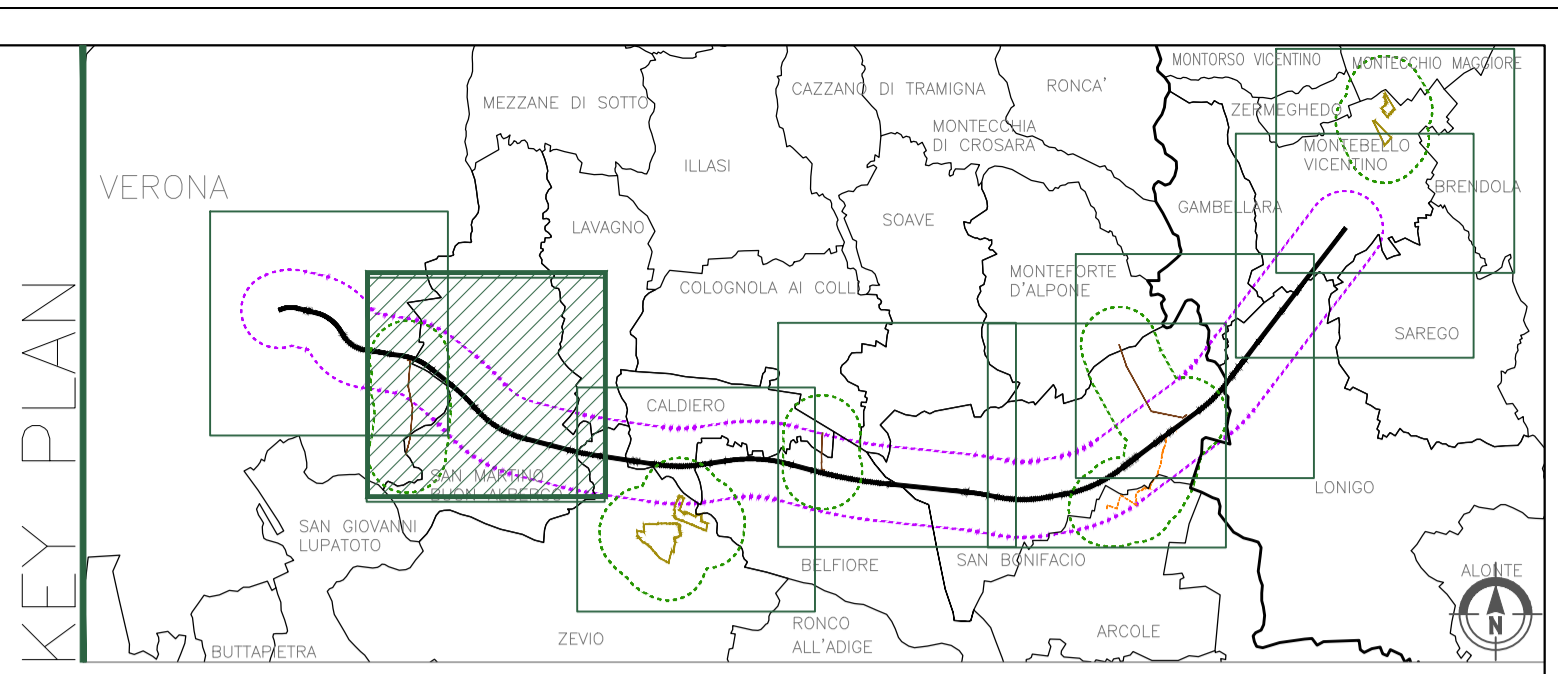 KEY PLAN
MONTORSO VICENTINO
MONTECCHIO MAGGIORE
CAZZANO DI TRAMIGNA
RONCA'
MEZZANE DI SOTTO
ZERMEGHEDO
MONTECCHIA
DI CROSARA
MONTEBELLO
VICENTINO
ILLASI
VERONA
BRENDOLA
GAMBELLARA
SOAVE
LAVAGNO
MONTEFORTE
D'ALPONE
COLOGNOLA AI COLLI
SAREGO
CALDIERO
SAN MARTINO
BUON ALBERGO
LONIGO
SAN GIOVANNI
LUPATOTO
BELFIORE
SAN BONIFACIO
ALONTE
N
RONCO
ALL'ADIGE
ARCOLE
ZEVIO
BUTTAPIETRA